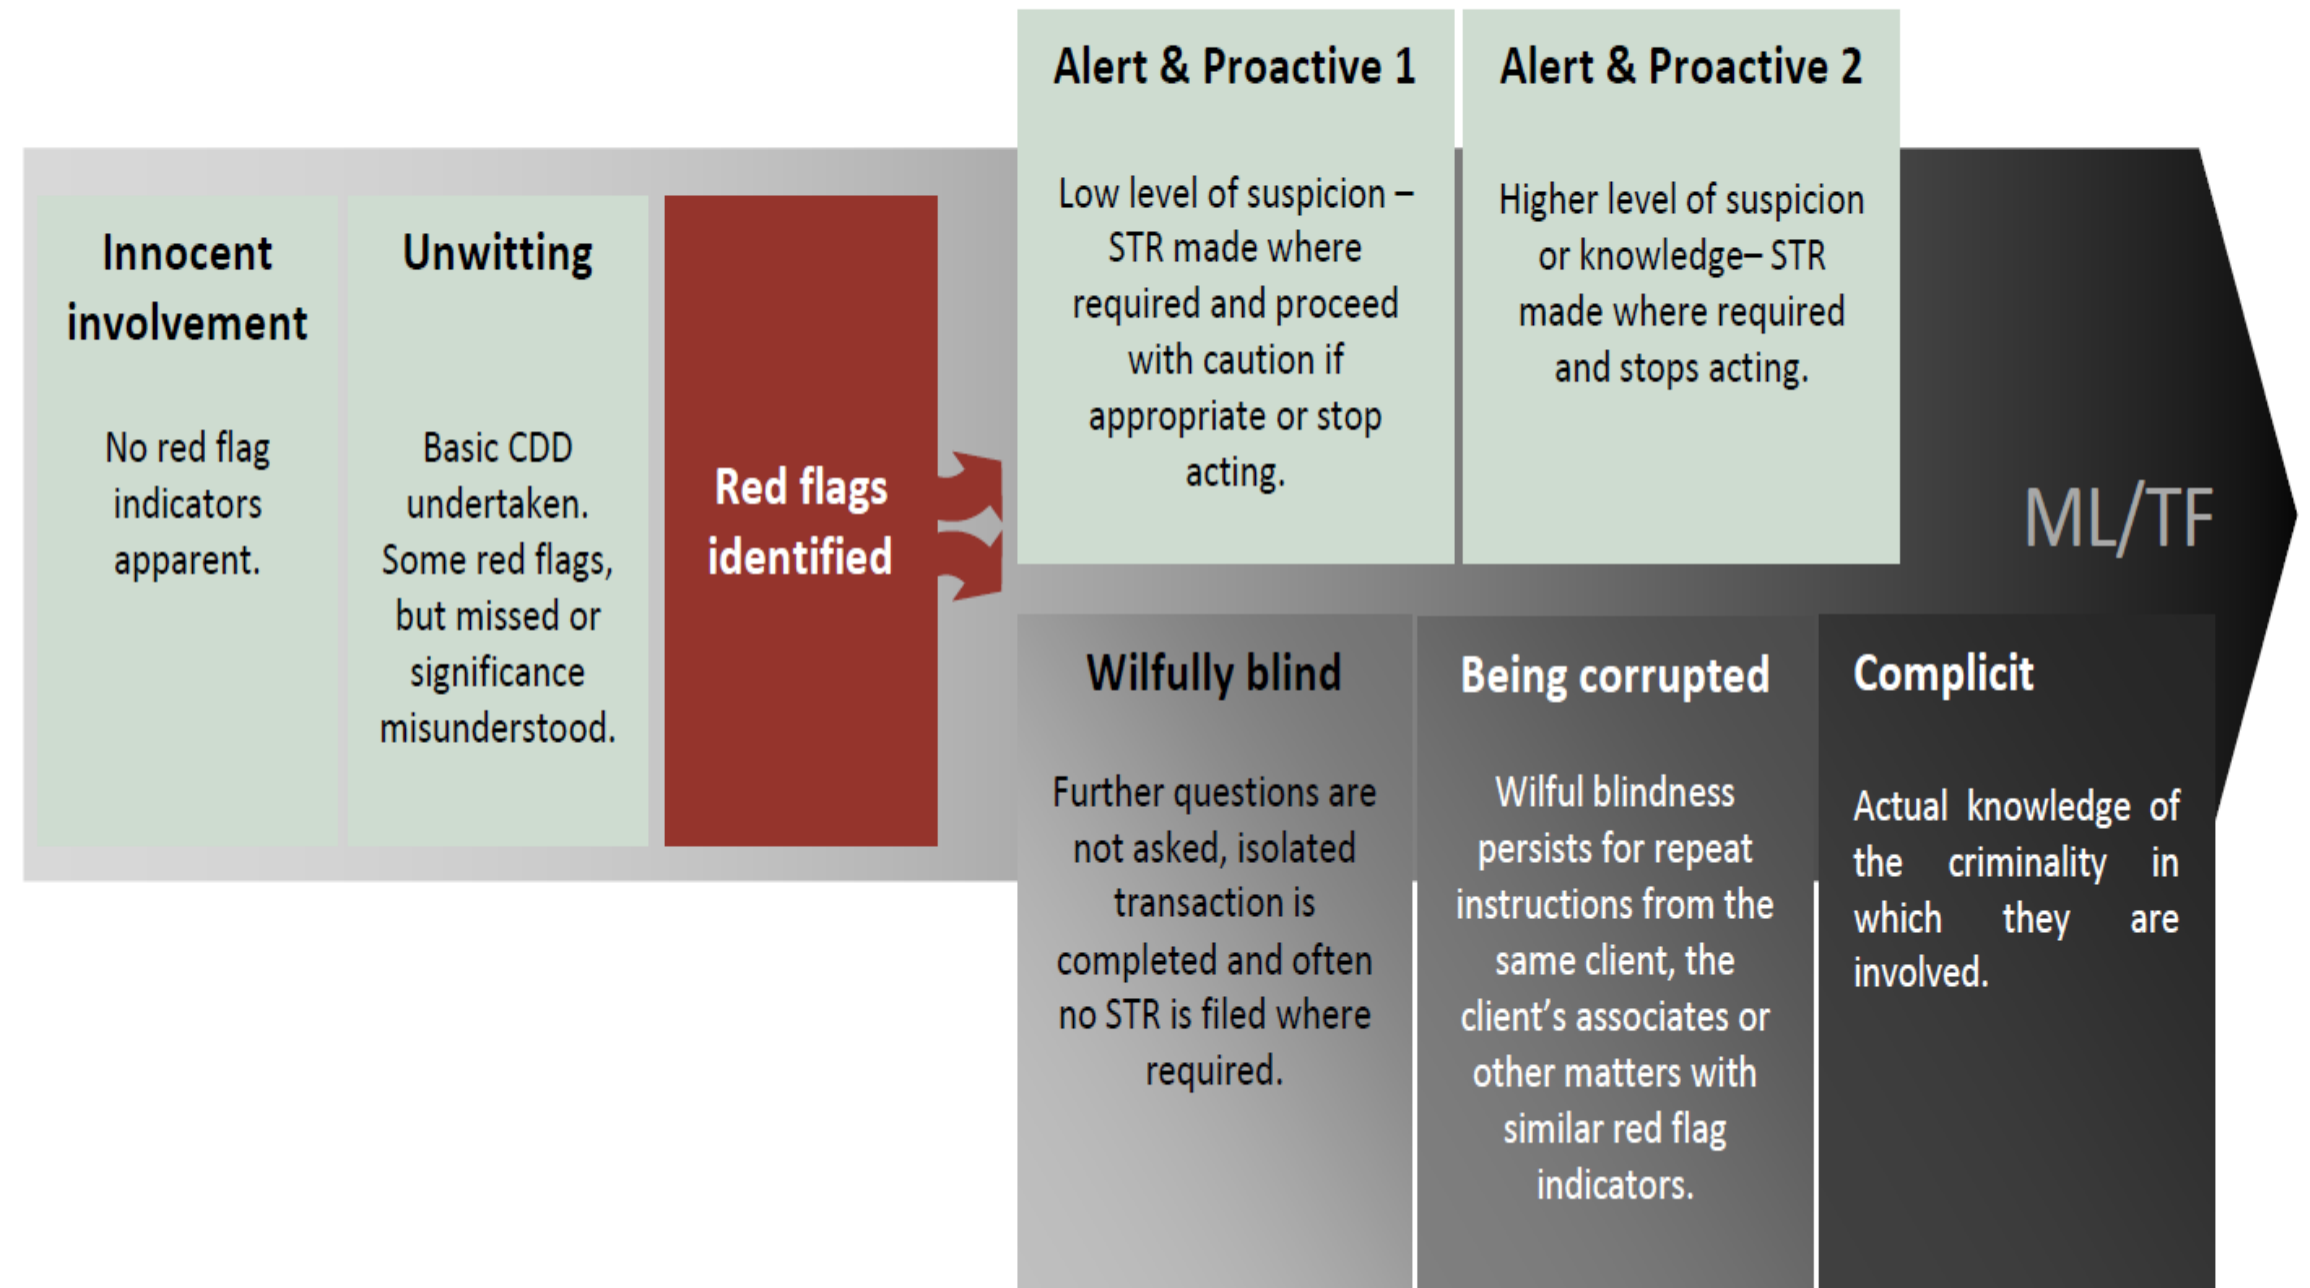 Innocent
involvement
No red flag
indicators
apparent.
Unwitting
Basic CDD
undertaken.
Some red flags,
but missed or
significance
misunderstood.
Red flags
identified
Alert & Proactive 1
Low level of suspicion –
STR made where
required and proceed
with caution if
appropriate or stop
acting.
Alert & Proactive 2
Higher level of suspicion
or knowledge– STR
made where required
and stops acting.
ML/TF
Wilfully blind
Further questions are
not asked, isolated
transaction is
completed and often
no STR is filed where
required.
Being corrupted
Wilful blindness
persists for repeat
instructions from the
same client, the
client’s associates or
other matters with
similar red flag
indicators.
Complicit
Actual knowledge of
the criminality in
which they are
involved.